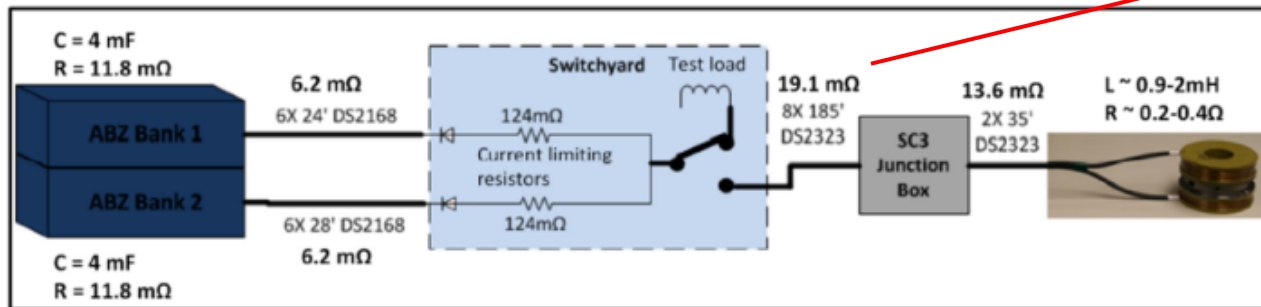 C = 4 mF
R = 11.8 mΩ
ABZ Bank 1
ABZ Bank 2
C = 4 mF
R = 11.8 mΩ
6.2 mΩ
6X 24' DS2168
6X 28' DS2168
6.2 mΩ
Switchyard
Test load
124mΩ
Current limiting
resistors
124mΩ
19.1 mΩ
8X 185'
DS2323
SC3
Junction
Box
13.6 mΩ
2X 35'
DS2323
L ~ 0.9-2mH
R ~ 0.2-0.4Ω